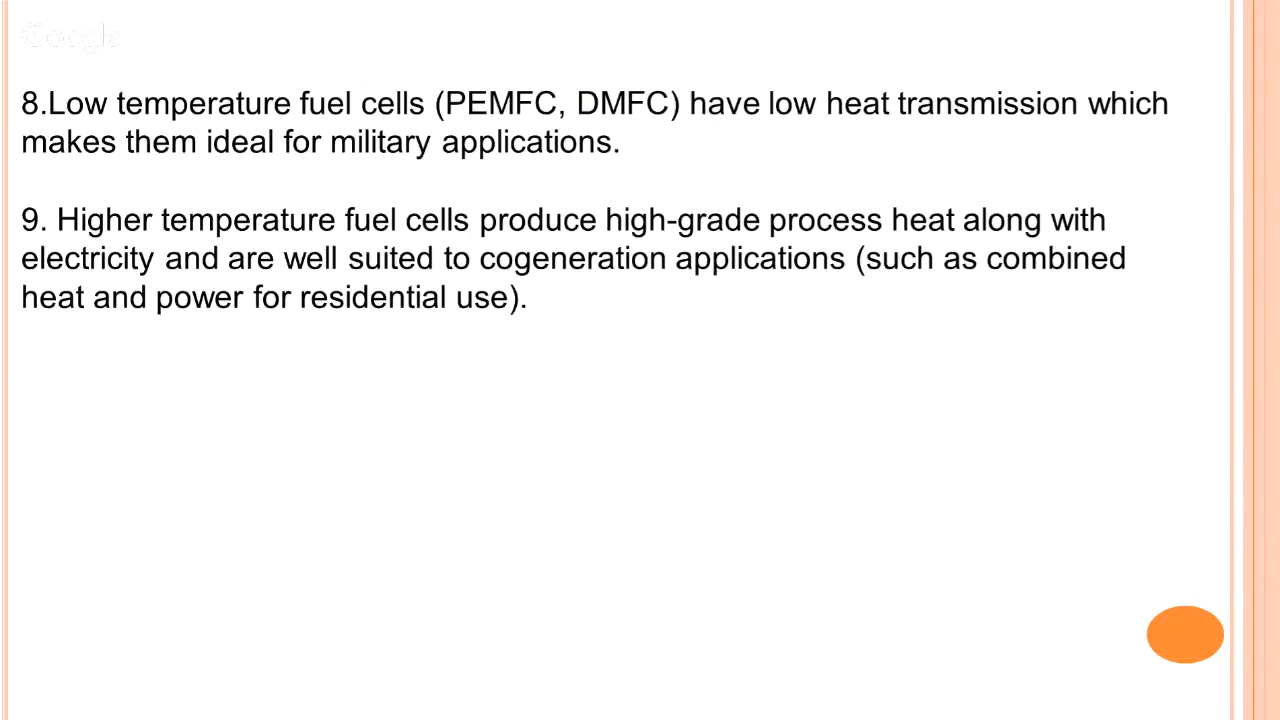 8.Low temperature fuel cells (PEMFC, DMFC) have low heat transmission which
makes them ideal for military applications.
9. Higher temperature fuel cells produce high-grade process heat along with
electricity and are well suited to cogeneration applications (such as combined
heat and power for residential use).